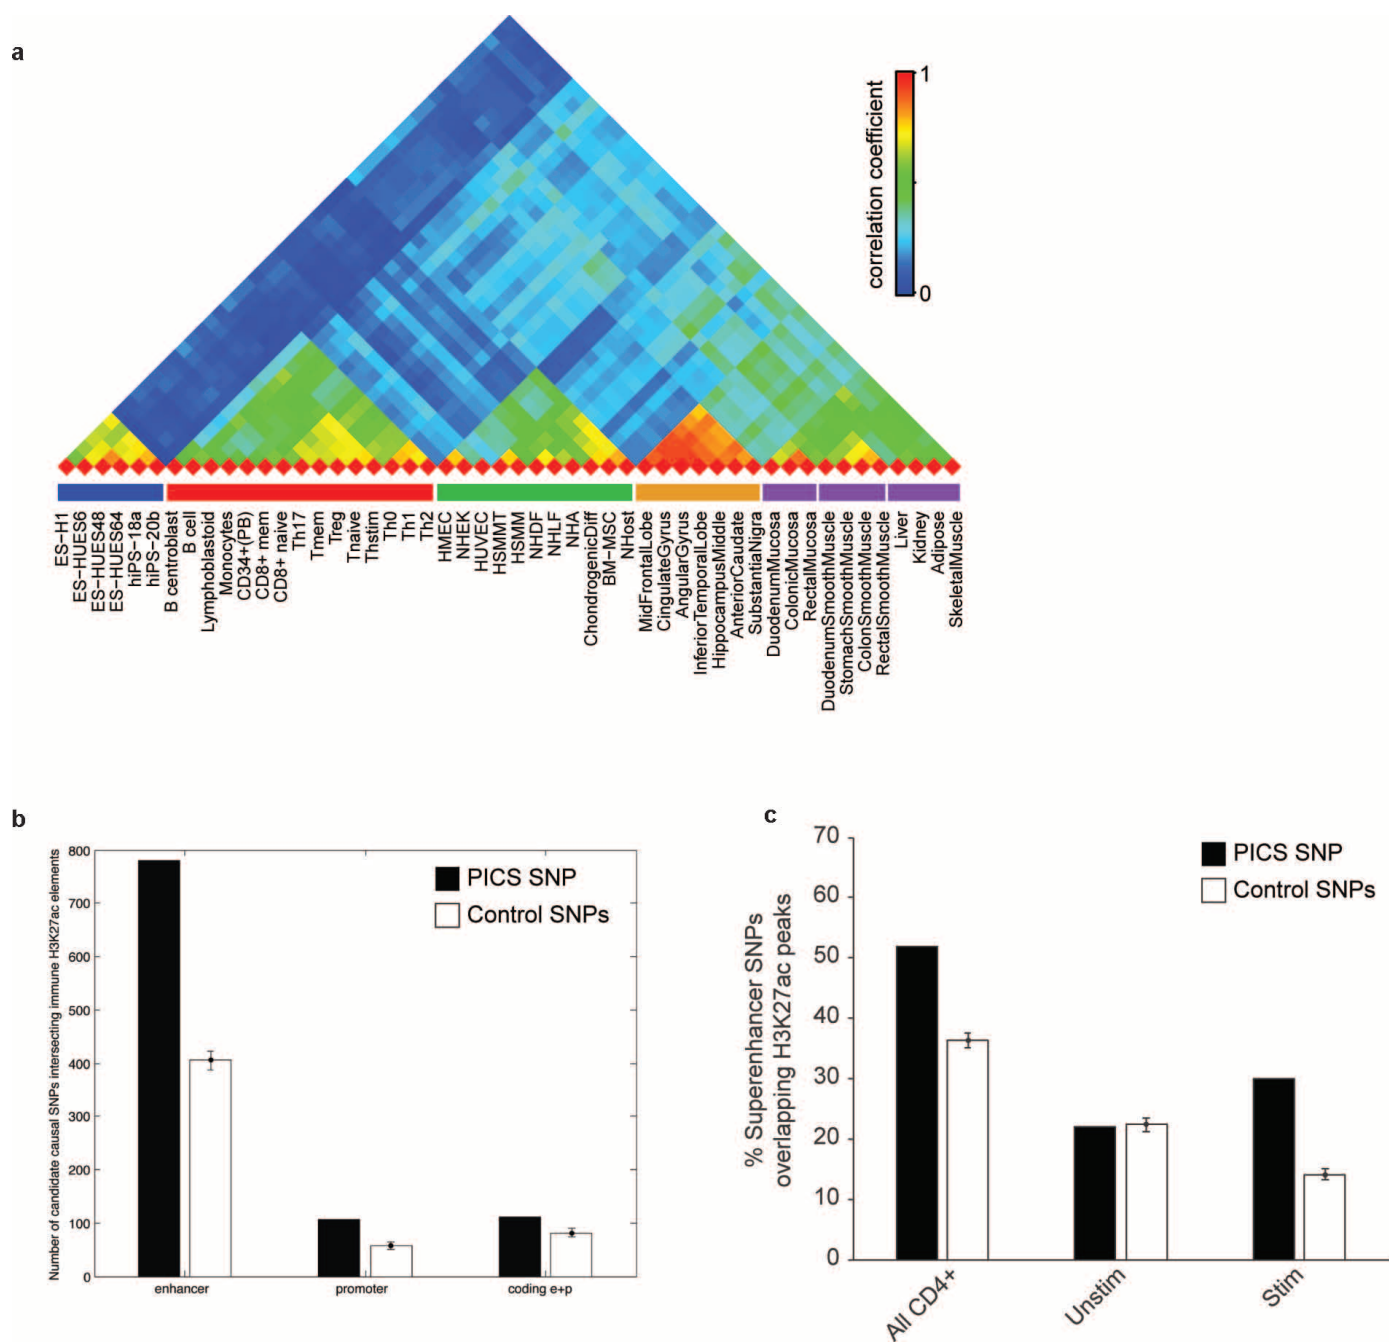 a
correlation coefficient
1
0
ES-H1
ES-HUES6
ES-HUES48
ES-HUES64
hiPS-18a
hiPS-20b
B centroblast
B cell
Lymphoblastoid
Monocytes
CD34+(PB)
CD8+ mem
CD8+ naive
Th17
Tmem
Treg
Tnaive
Thstim
Th0
Th1
Th2
HMEC
NHEK
HUVEC
HSMMT
HSMM
NHDF
NHLF
NHA
ChondrogenicDiff
BM-MSC
NHost
MidFrontalLobe
CingulateGyrus
AngularGyrus
InferiorTemporalLobe
HippocampusMiddle
AnteriorCaudate
SubstantiaNigra
DuodenumMucosa
ColonicMucosa
RectalMucosa
DuodenumSmoothMuscle
StomachSmoothMuscle
ColonSmoothMuscle
RectalSmoothMuscle
Liver
Kidney
Adipose
SkeletalMuscle
b
Number of candidate causal SNPs intersecting immune H3K27ac elements
800
700
600
500
400
300
200
100
0
PICS SNP
Control SNPs
enhancer
promoter
coding e+p
c
% Superenhancer SNPs
overlapping H3K27ac peaks
70
60
50
40
30
20
10
0
PICS SNP
Control SNPs
All CD4+
Unstim
Stim